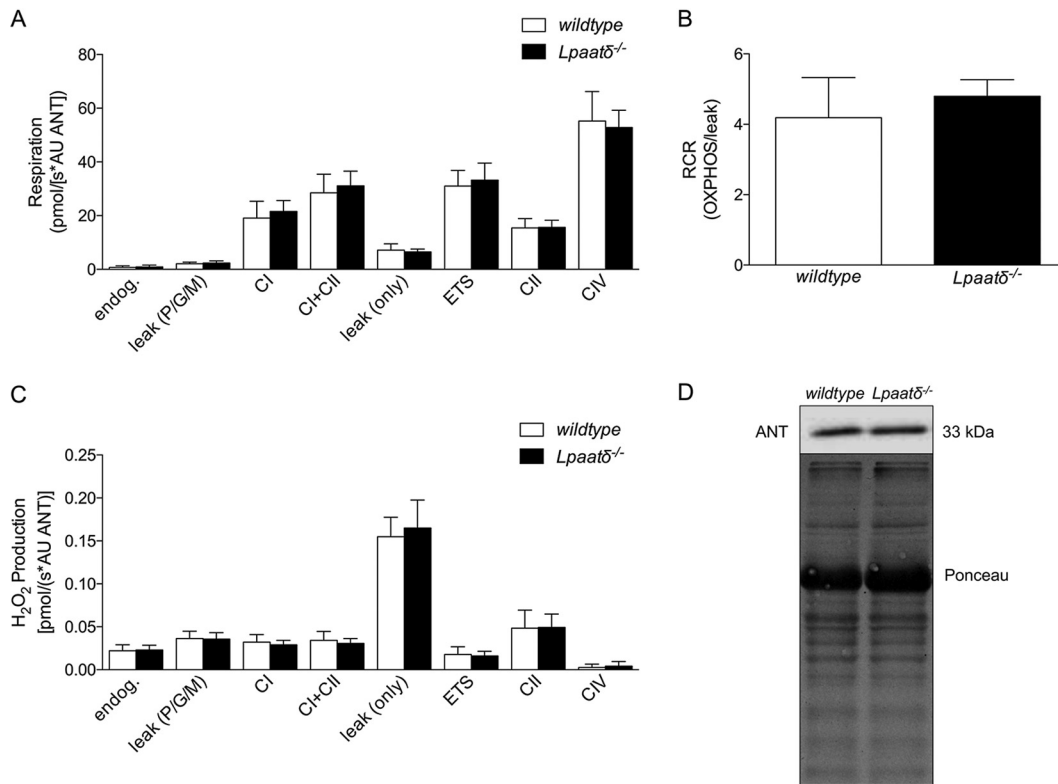 A
wildtype
Lpaatδ-/-
Respiration
(pmol/[s*AU ANT])
80
60
40
20
0
endog.
leak (P/G/M)
CI
CI+CII
leak (only)
ETS
CII
CIV
B
RCR
(OXPHOS/leak)
6
4
2
0
wildtype
Lpaatδ-/-
C
wildtype
Lpaatδ-/-
H2O2 Production
[pmol/(s*AU ANT)]
0.25
0.20
0.15
0.10
0.05
0.00
endog.
leak (P/G/M)
CI
CI+CII
leak (only)
ETS
CII
CIV
D
wildtype Lpaatδ-/-
ANT 33 kDa
Ponceau